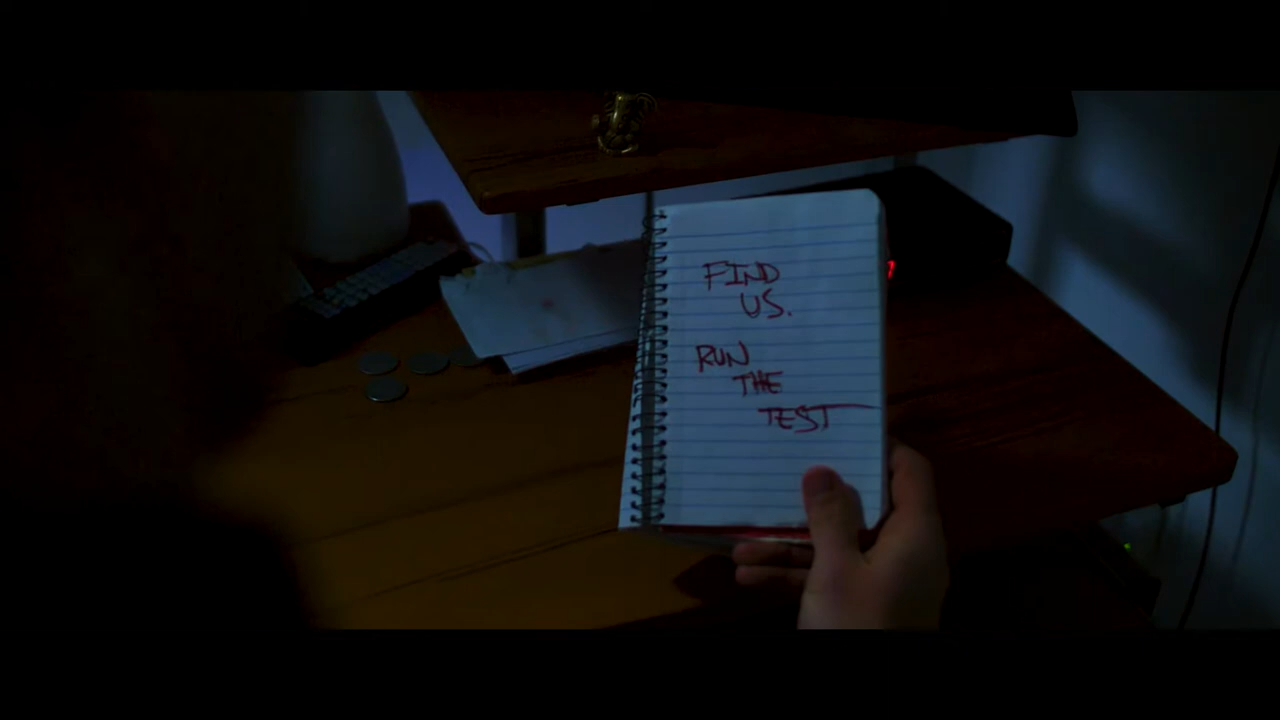 FIND
US.
RUN
THE
TEST